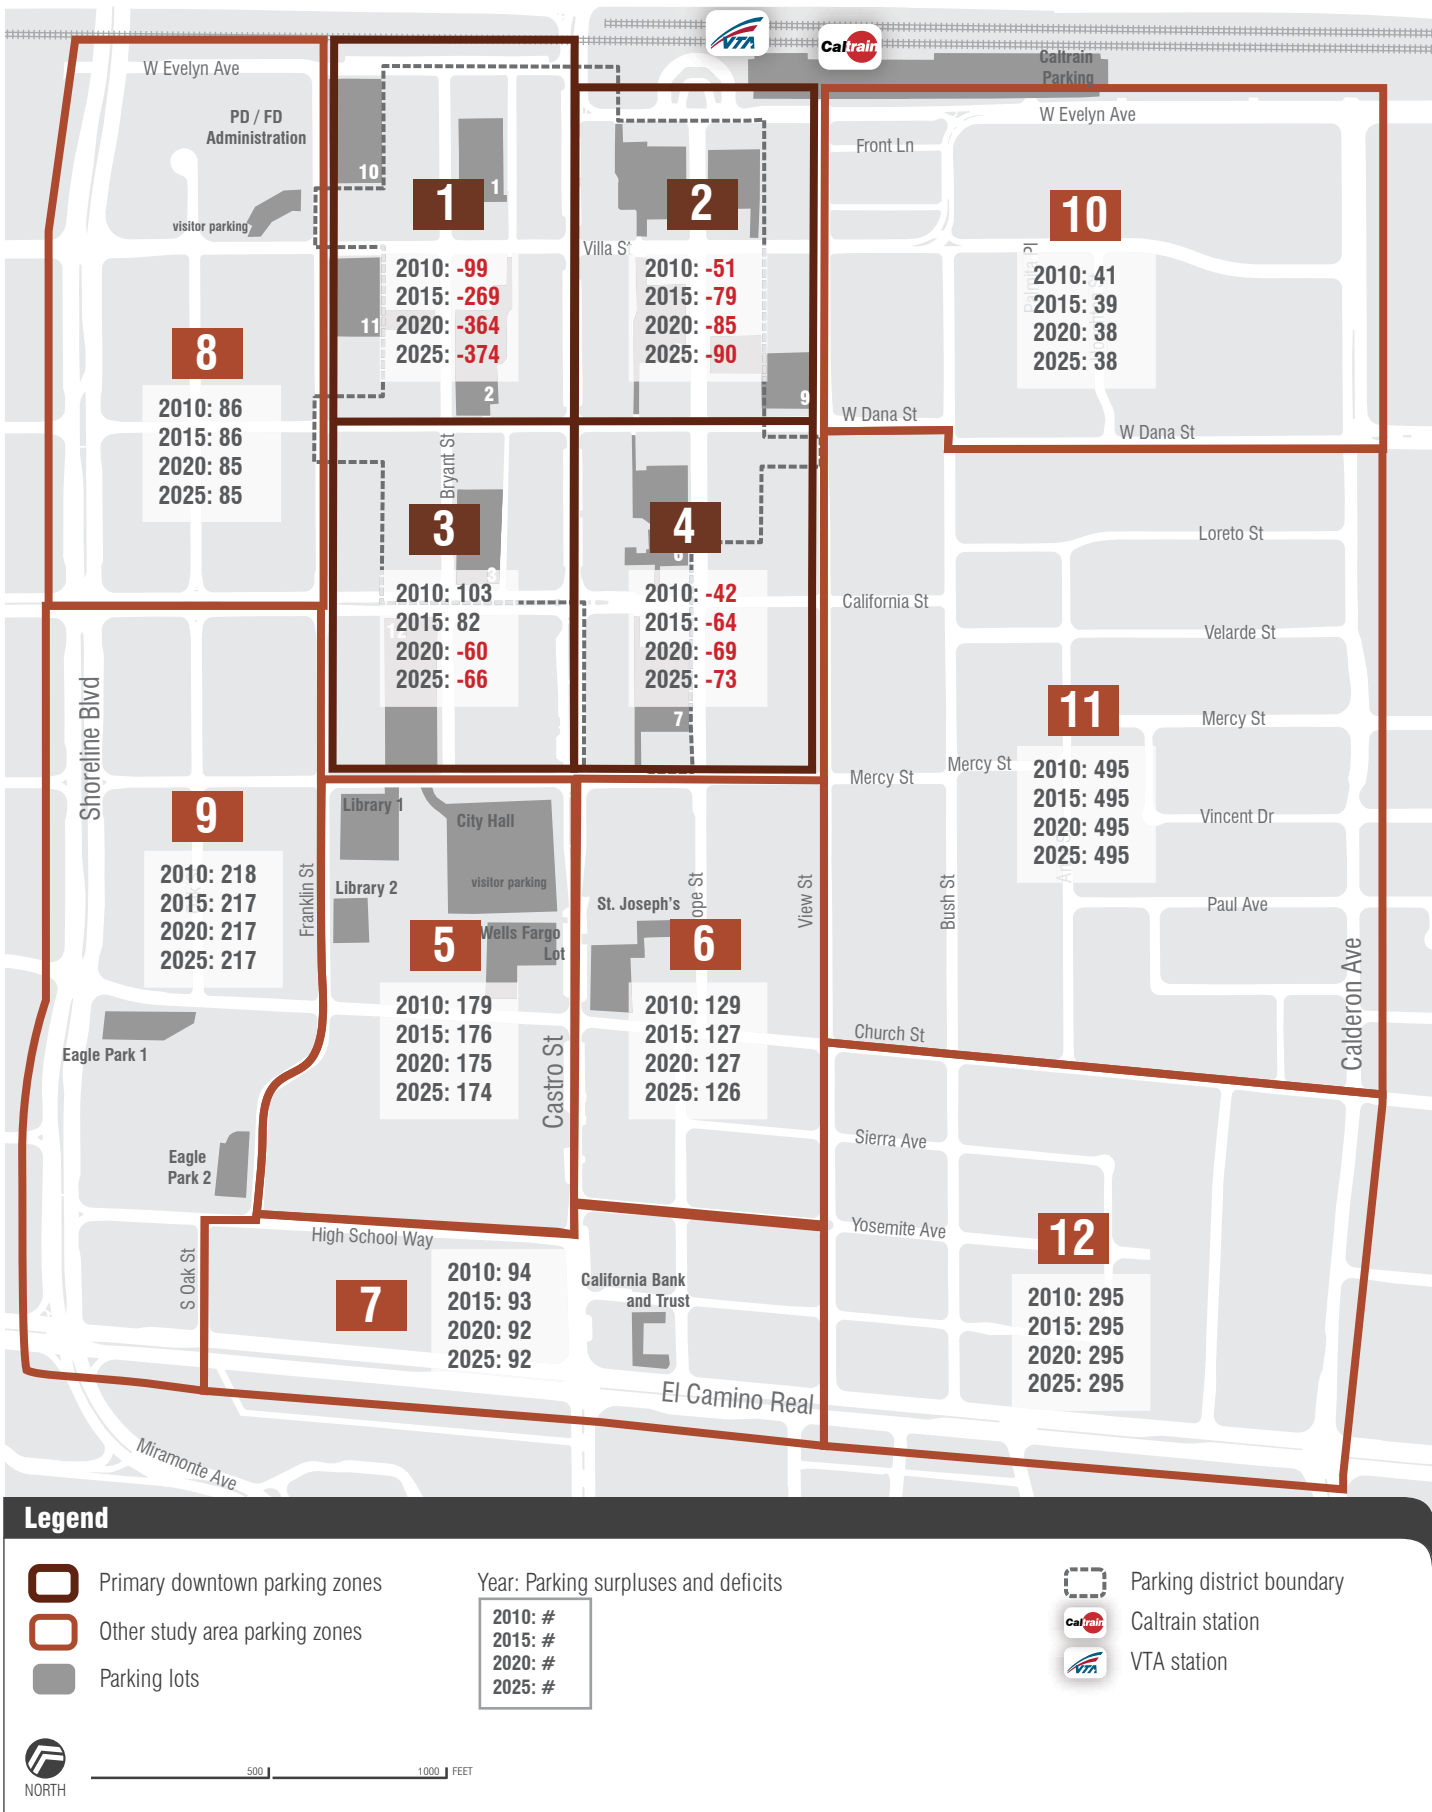 VTA
Caltrain
Caltrain
Parking
W Evelyn Ave
W Evelyn Ave
PD / FD
Administration
Front Ln
10
1
visitor parking
1
2
10
Villa St
Palmita Pl
2010: -99
2015: -269
2020: -364
2025: -374
2010: -51
2015: -79
2020: -85
2025: -90
2010: 41
2015: 39
2020: 38
2025: 38
11
8
2
9
2010: 86
2015: 86
2020: 85
2025: 85
W Dana St
W Dana St
Bryant St
3
4
Loreto St
6
3
2010: 103
2015: 82
2020: -60
2025: -66
12
2010: -42
2015: -64
2020: -69
2025: -73
California St
Velarde St
Shoreline Blvd
7
11
Mercy St
Mercy St
Mercy St
2010: 495
2015: 495
2020: 495
2025: 495
9
Library 1
City Hall
visitor parking
Vincent Dr
2010: 218
2015: 217
2020: 217
2025: 217
Franklin St
Library 2
St. Joseph's
ope St
View St
Bush St
Paul Ave
5
Wells Fargo
Lot
6
Calderon Ave
2010: 179
2015: 176
2020: 175
2025: 174
2010: 129
2015: 127
2020: 127
2025: 126
Castro St
Church St
Eagle Park 1
Sierra Ave
Eagle
Park 2
High School Way
Yosemite Ave
12
S Oak St
7
2010: 94
2015: 93
2020: 92
2025: 92
California Bank
and Trust
2010: 295
2015: 295
2020: 295
2025: 295
El Camino Real
Miramonte Ave
Legend
Primary downtown parking zones
Other study area parking zones
Parking lots
Year: Parking surpluses and deficits
2010: #
2015: #
2020: #
2025: #
Parking district boundary
Caltrain
Caltrain station
VTA
VTA station
NORTH
500
1000
FEET